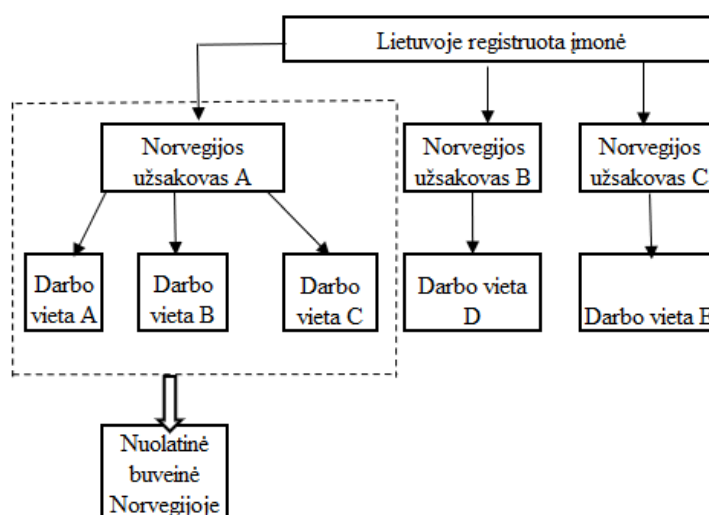 Lietuvoje registruota įmonė
Norvegijos
užsakovas A
Norvegijos
užsakovas B
Norvegijos
užsakovas C
Darbo
vieta A
Darbo
vieta B
Darbo
vieta C
Darbo vieta
D
Darbo vieta E
Nuolatinė
buveinė
Norvegijoje